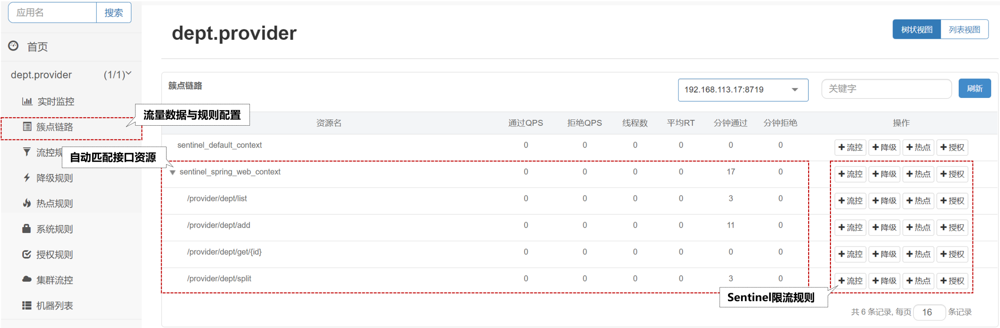 应用名 搜索
首页
dept.provider (1/1)
实时监控
簇点链路
流控规
降级规则
热点规则
系统规则
授权规则
集群流控
机器列表
流量数据与规则配置
自动匹配接口资源
dept.provider
树状视图 列表视图
簇点链路 192.168.113.17:8719 关键字 刷新
资源名 通过QPS 拒绝QPS 线程数 平均RT 分钟通过 分钟拒绝 操作
sentinel_default_context 0 0 0 0 0 0 流控 降级 热点 授权
sentinel_spring_web_context 0 0 0 0 17 0 流控 降级 热点 授权
/provider/dept/list 0 0 0 0 3 0 流控 降级 热点 授权
/provider/dept/add 0 0 0 0 11 0 流控 降级 热点 授权
/provider/dept/get/{id} 0 0 0 0 0 0 流控 降级 热点 授权
/provider/dept/split 0 0 0 0 3 0 流控 降级 热点 授权
Sentinel限流规则
共 6 条记录, 每页 16 条记录